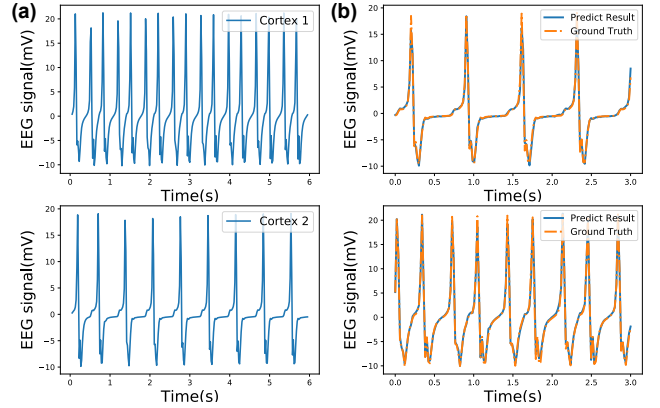 (a)
EEG signal(mV)
20
15
10
5
0
−5
−10
Cortex 1
0 1 2 3 4 5 6
Time(s)
EEG signal(mV)
20
15
10
5
0
−5
−10
Cortex 2
0 1 2 3 4 5 6
Time(s)
(b)
EEG signal(mV)
20
15
10
5
0
−5
−10
Predict Result
Ground Truth
0.0 0.5 1.0 1.5 2.0 2.5 3.0
Time(s)
EEG signal(mV)
20
15
10
5
0
−5
−10
Predict Result
Ground Truth
0.0 0.5 1.0 1.5 2.0 2.5 3.0
Time(s)